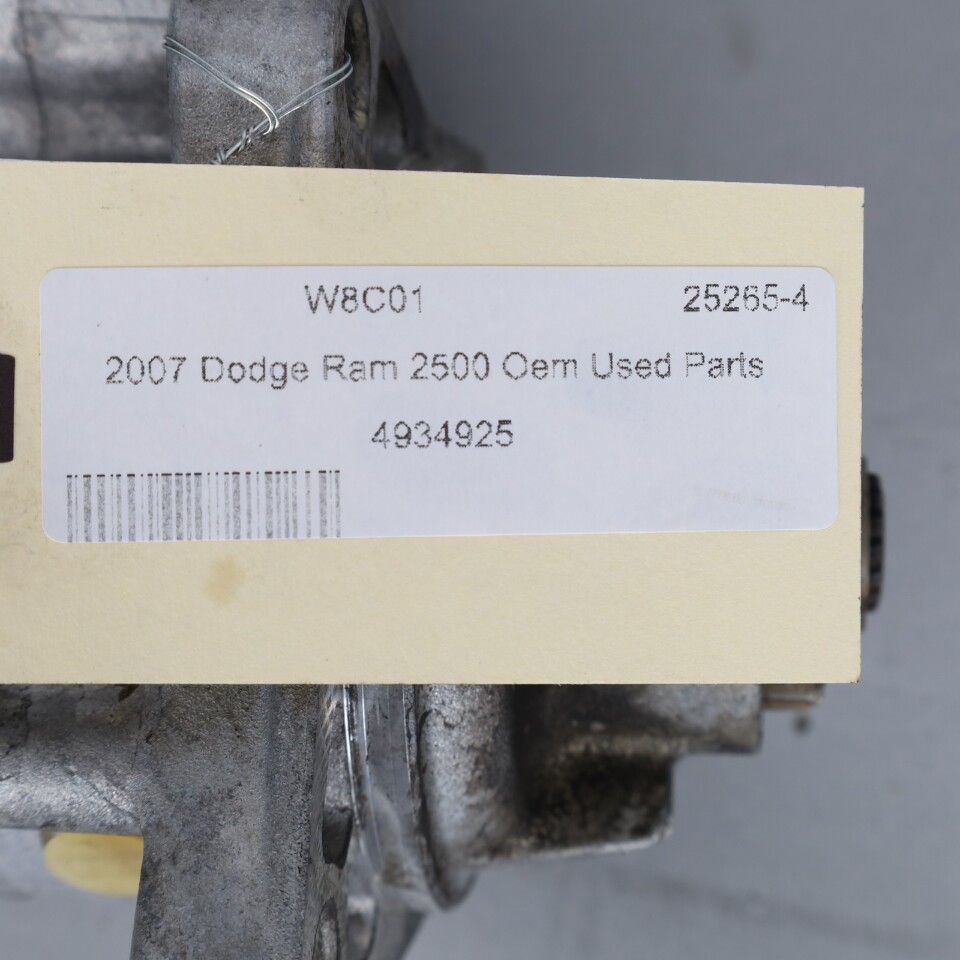 W8C01 25265-4
2007 Dodge Ram 2500 Oem Used Parts
4934925